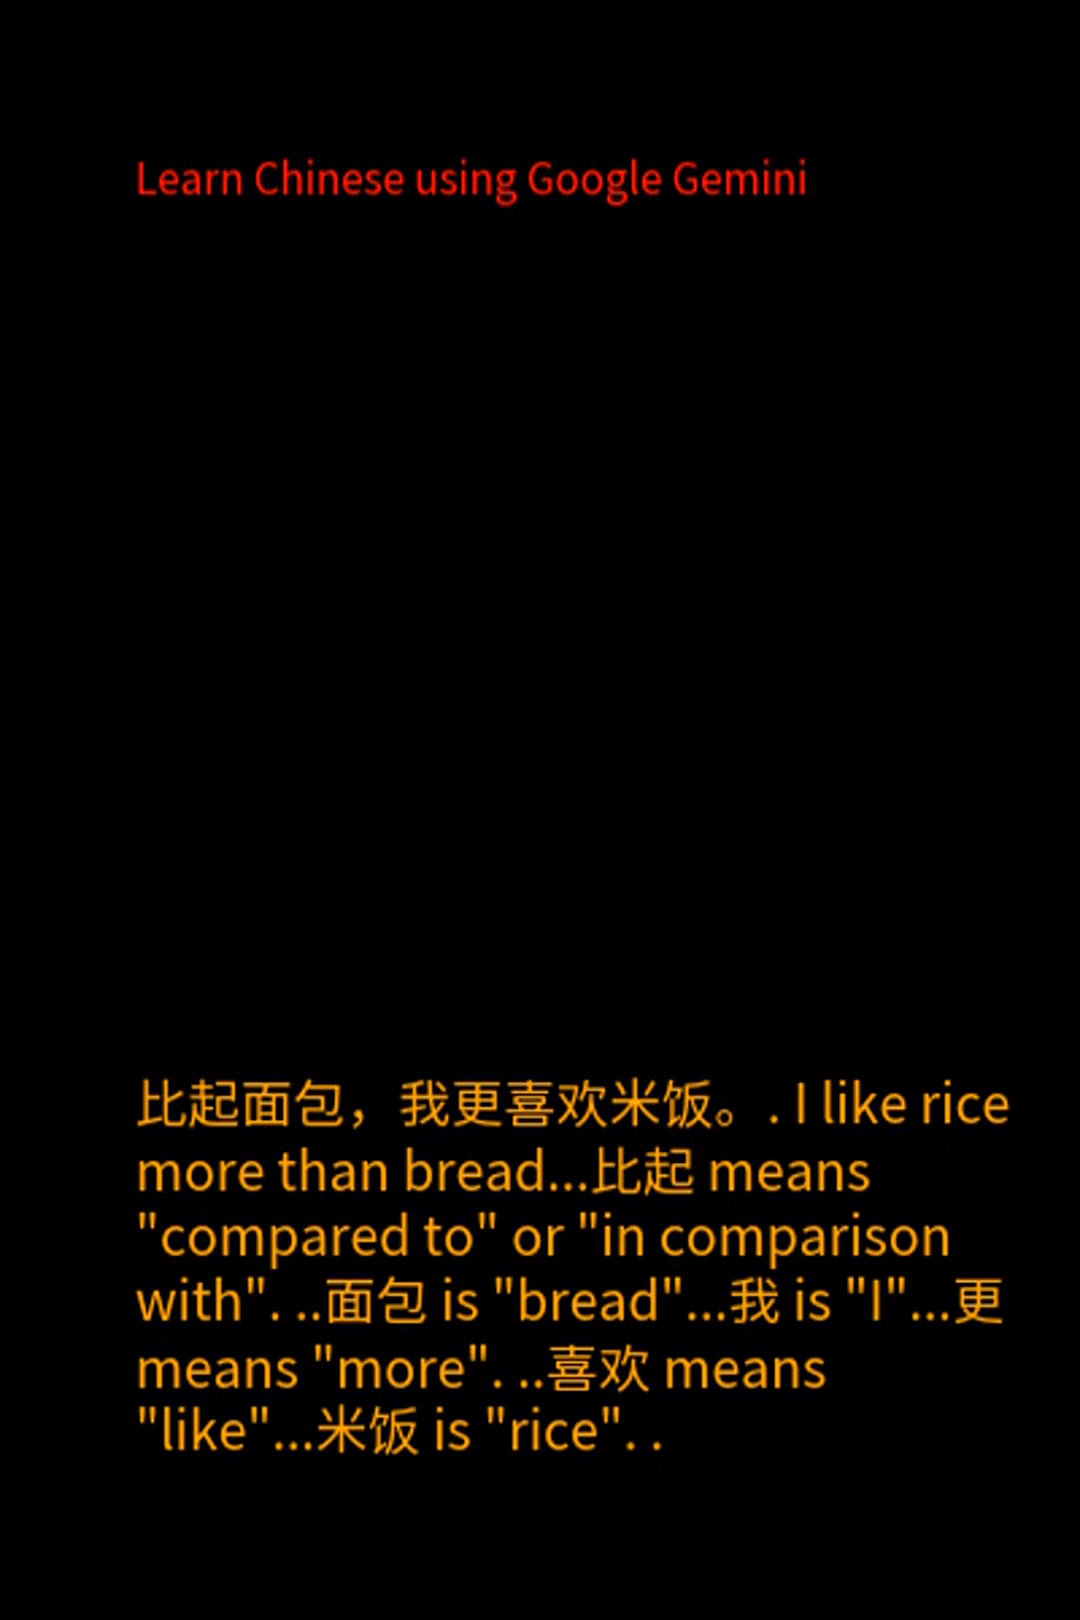 Learn Chinese using Google Gemini
比起面包，我更喜欢米饭。. I like rice
more than bread...比起 means
"compared to" or "in comparison
with". ..面包 is "bread"...我 is "I"...更
means "more". ..喜欢 means
"like"...米饭 is "rice". .